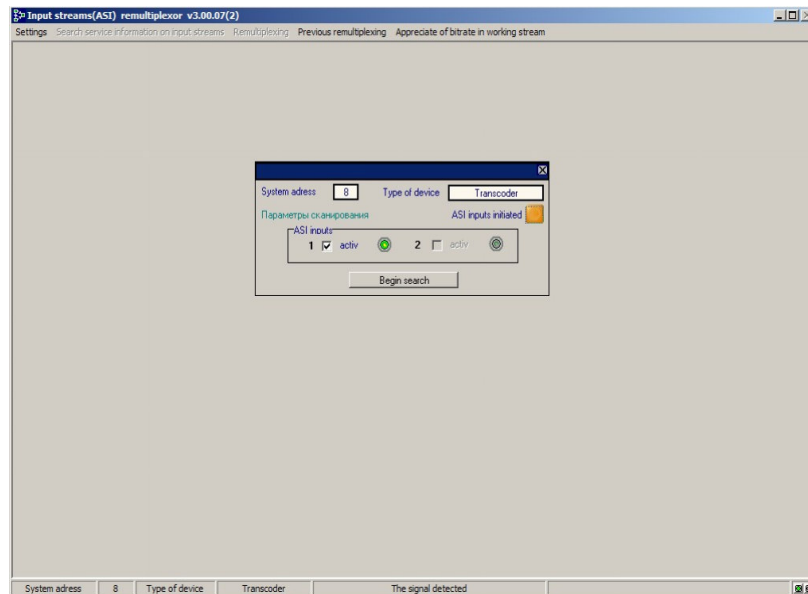 Input streams(ASI) remultiplexor v3.00.07(2)
Settings Search service information on input streams Remultiplexing Previous remultiplexing Appreciate of bitrate in working stream
System adress 8 Type of device Transcoder
Параметры сканирования ASI inputs initiated
ASI inputs
1 activ 2 activ
Begin search
System adress 8 Type of device Transcoder The signal detected